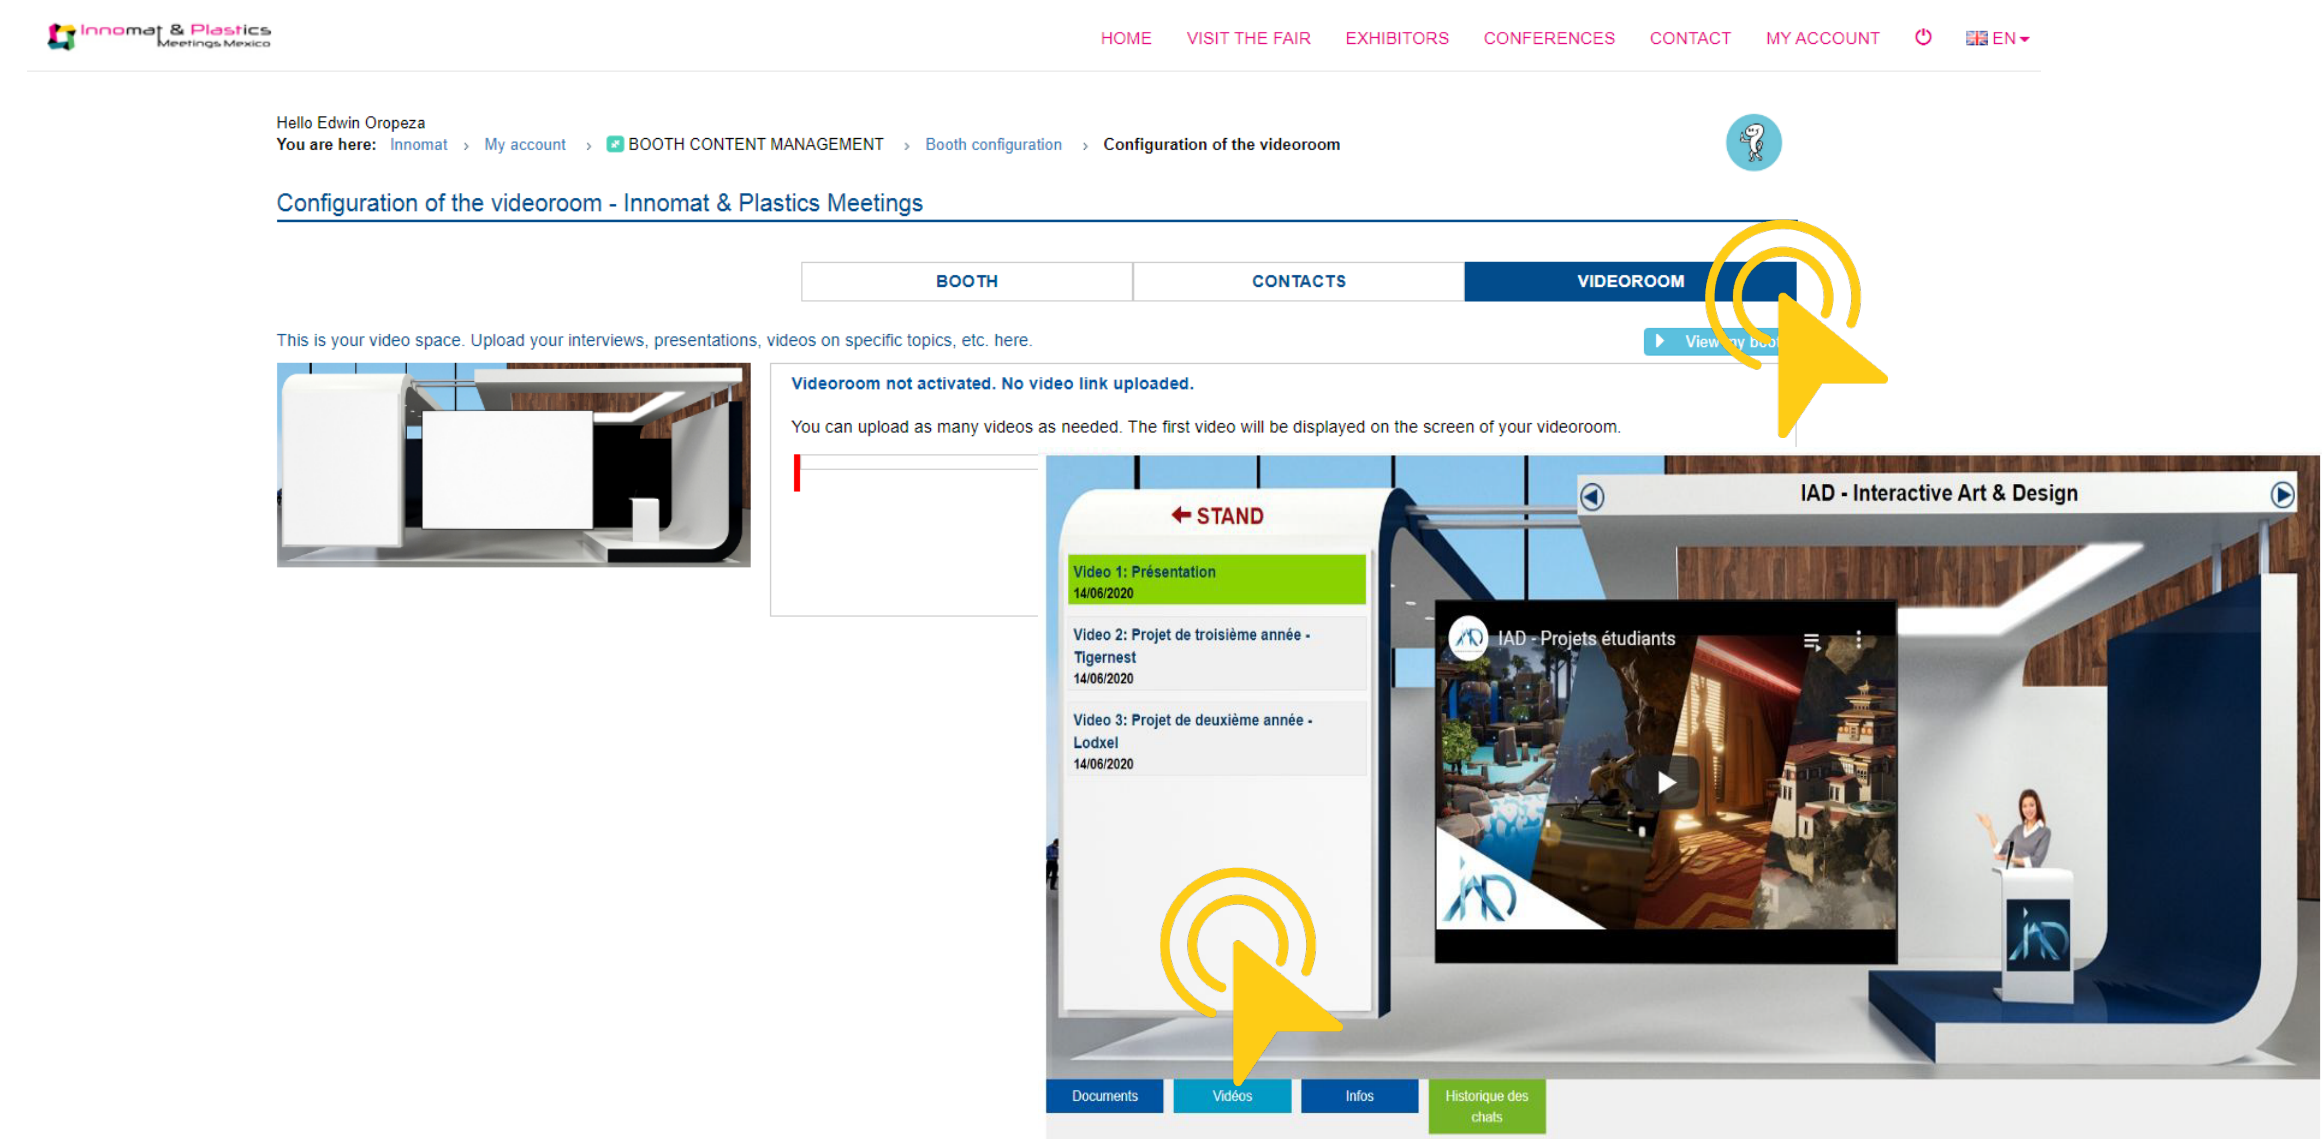 Innomat & Plastics
Meetings Mexico
HOME VISIT THE FAIR EXHIBITORS CONFERENCES CONTACT MY ACCOUNT EN
Hello Edwin Oropeza
You are here: Innomat › My account › BOOTH CONTENT MANAGEMENT › Booth configuration › Configuration of the videoroom
Configuration of the videoroom - Innomat & Plastics Meetings
BOOTH CONTACTS VIDEOROOM
This is your video space. Upload your interviews, presentations, videos on specific topics, etc. here.
View my
Videoroom not activated. No video link uploaded.
You can upload as many videos as needed. The first video will be displayed on the screen of your videoroom.
STAND
IAD - Interactive Art & Design
Video 1: Présentation
14/06/2020
Video 2: Projet de troisième année -
Tigernest
14/06/2020
Video 3: Projet de deuxième année -
Lodxel
14/06/2020
IAD - Projets étudiants
IAD
IAD
Documents Vidéos Infos Historique des
chats